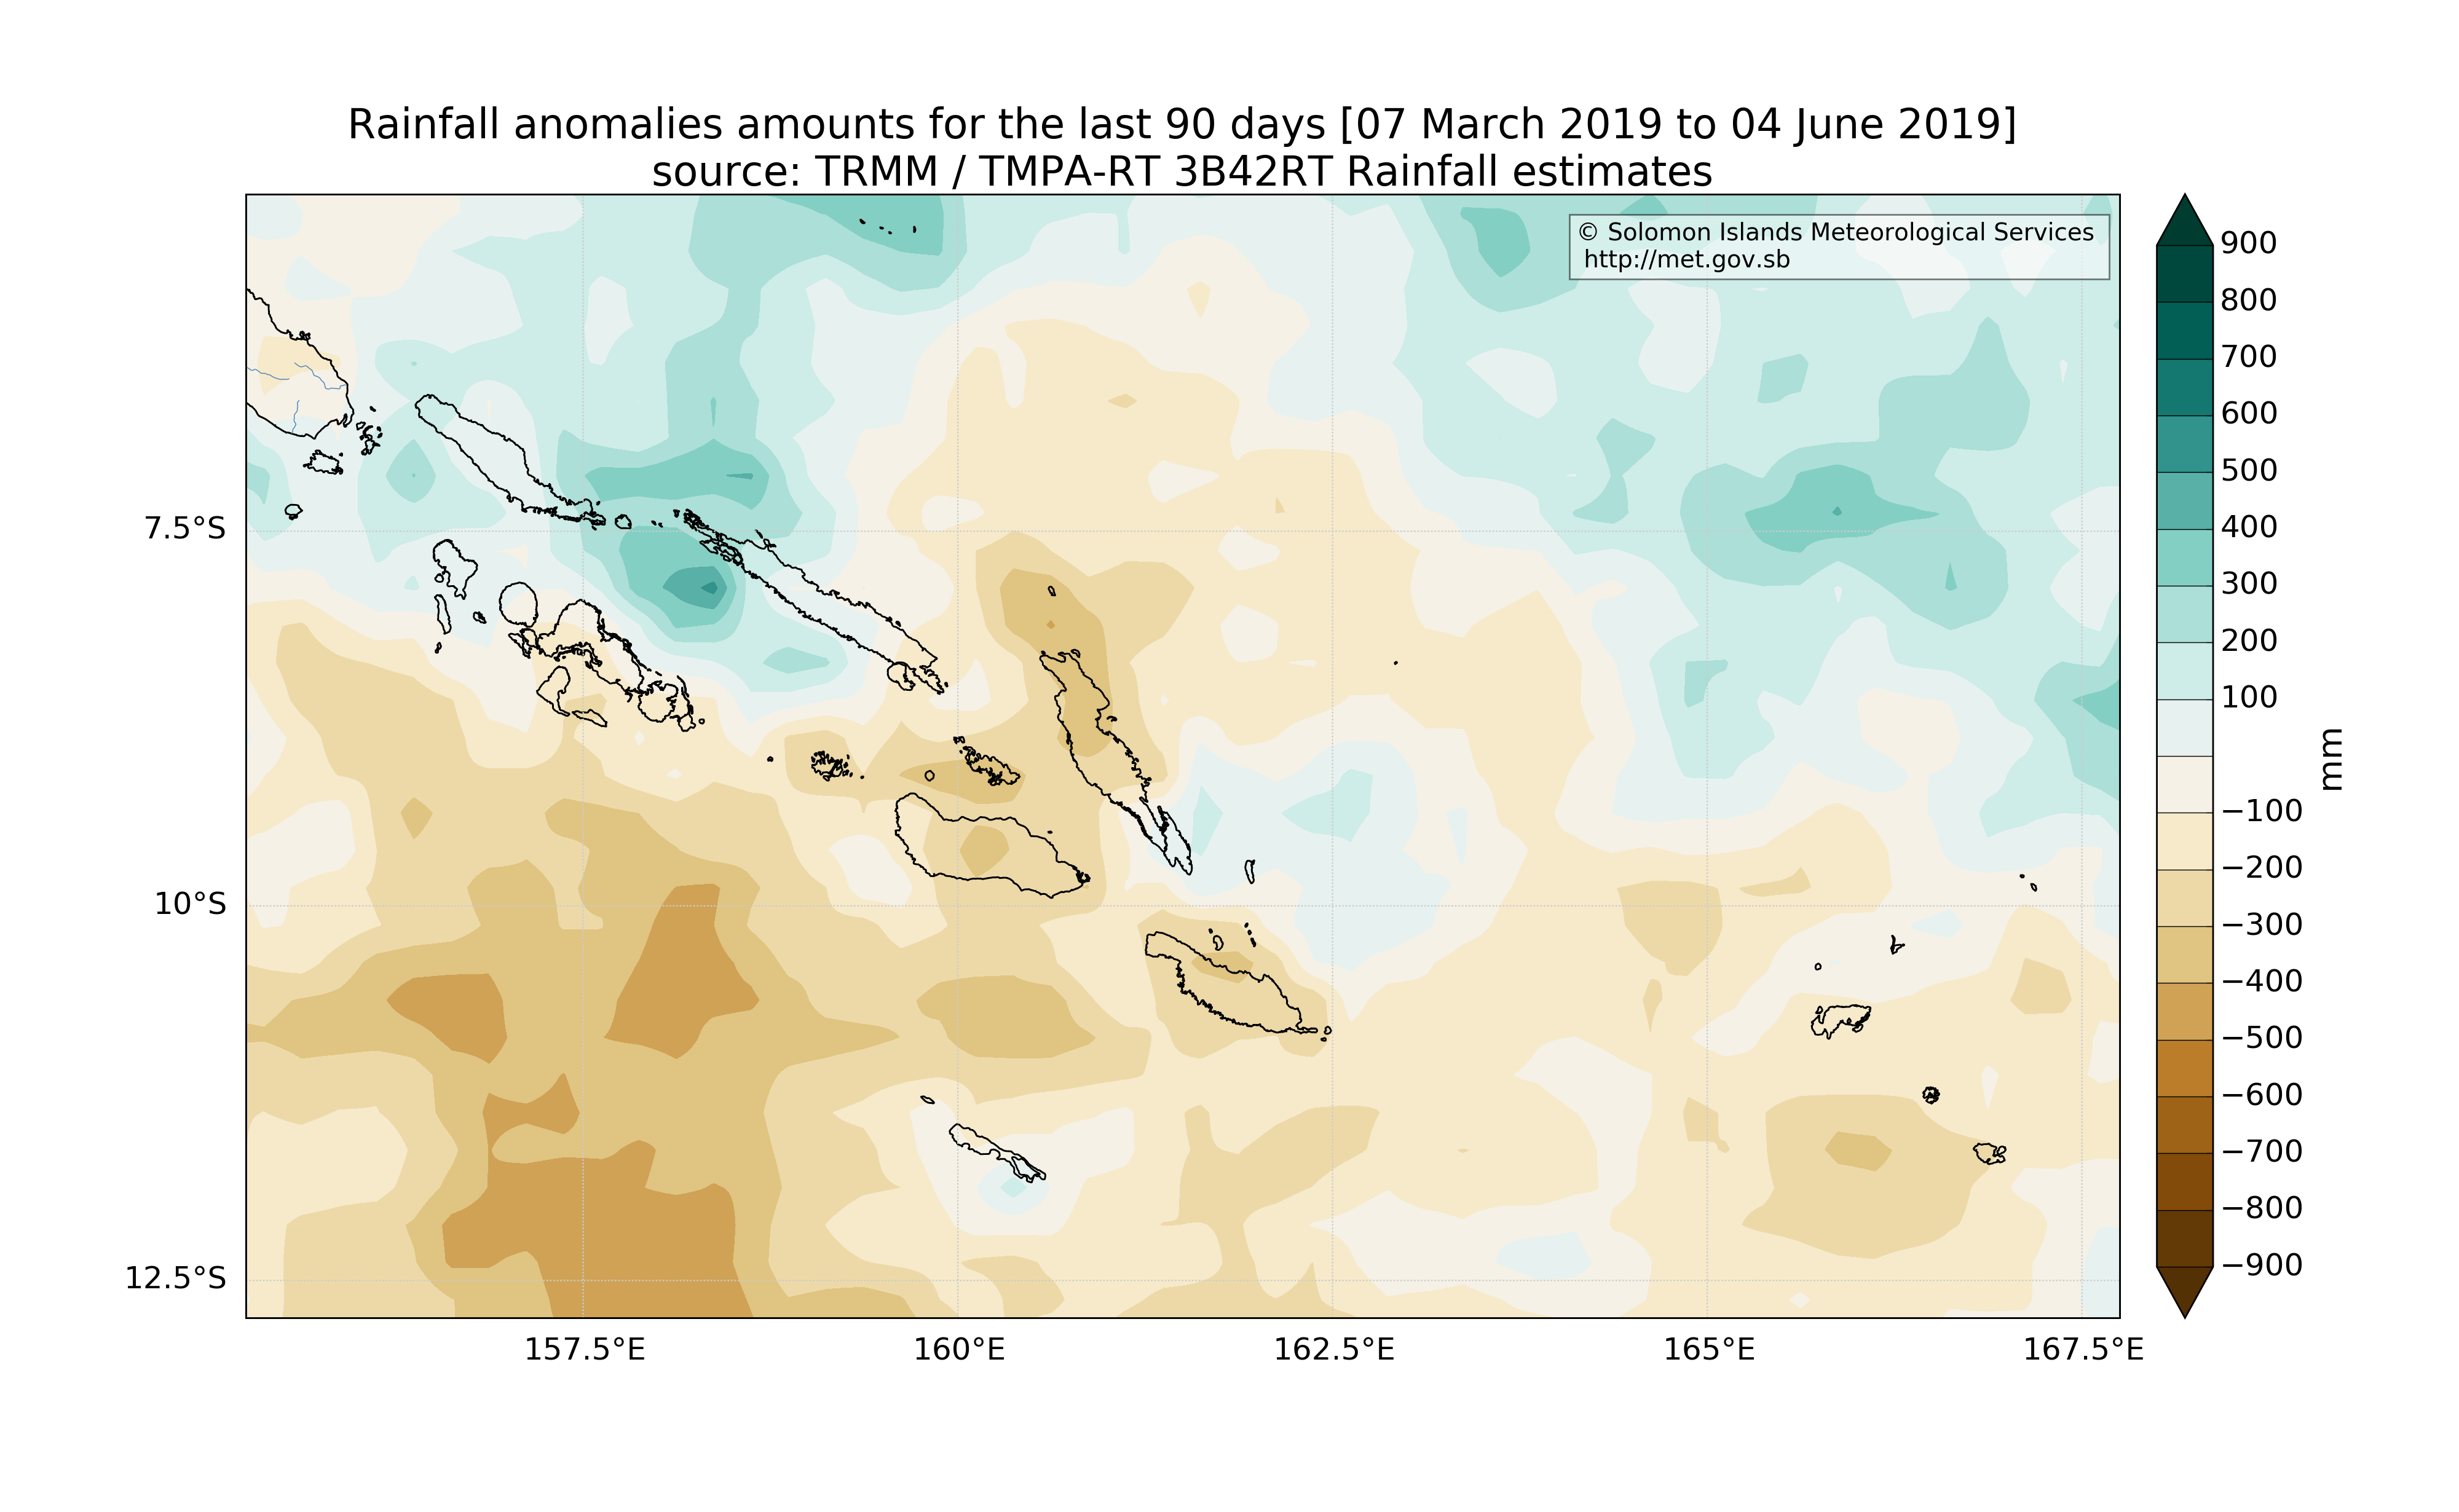 Rainfall anomalies amounts for the last 90 days [07 March 2019 to 04 June 2019]
source: TRMM / TMPA-RT 3B42RT Rainfall estimates
© Solomon Islands Meteorological Services
http://met.gov.sb
7.5°S
10°S
12.5°S
157.5°E
160°E
162.5°E
165°E
167.5°E
900
800
700
600
500
400
300
200
100
−100
−200
−300
−400
−500
−600
−700
−800
−900
mm